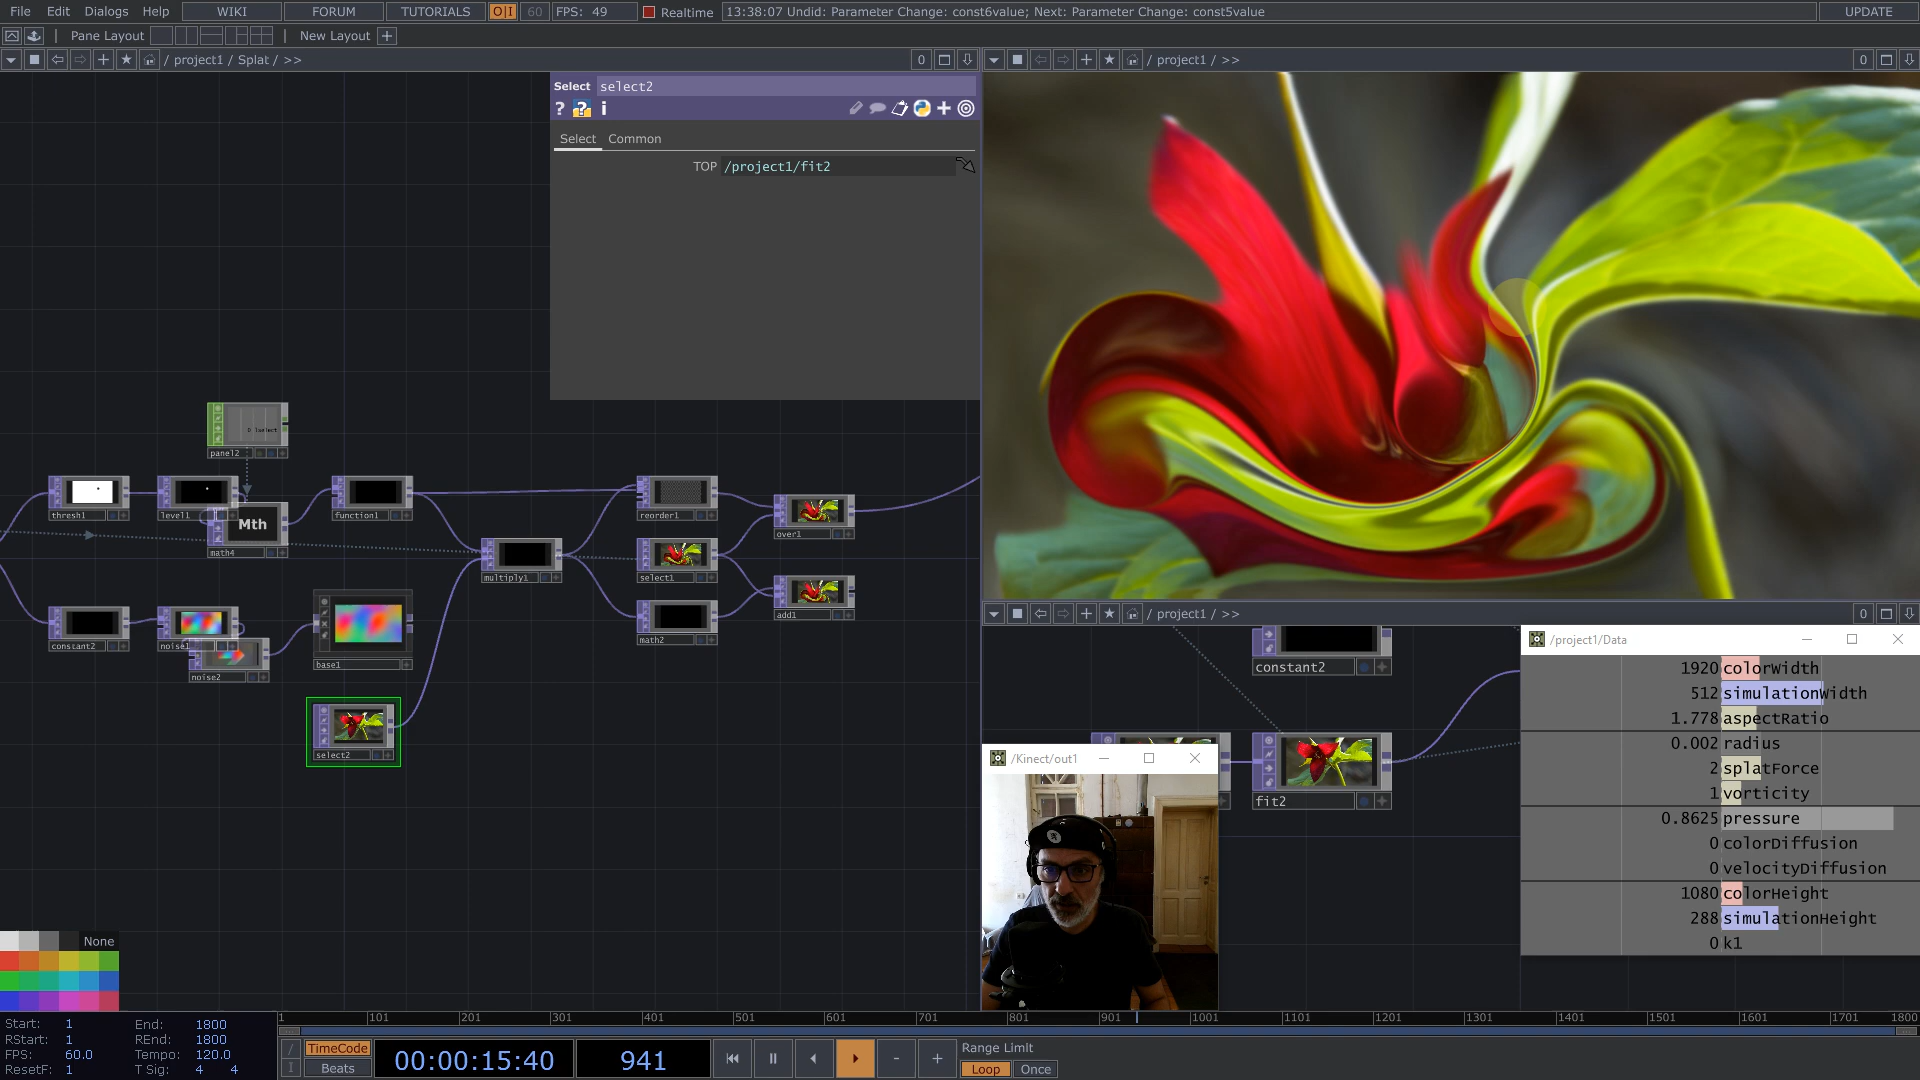 File Edit Dialogs Help WIKI FORUM TUTORIALS O|I 60 FPS: 49 Realtime 13:38:07 Undid: Parameter Change: const6value; Next: Parameter Change: const5value UPDATE
Pane Layout New Layout +
/ project1 / Splat / >> 0
/ project1 / >> 0
Select select2
? ? i
Select Common
TOP /project1/fit2
panel2
thresh1
level1
Mth
math4
function1
multiply1
reorder1
over1
select1
add1
math2
constant2
noise1
noise2
base1
select2
/ project1 / >> 0
constant2
fit2
/project1/Data
1920 colorWidth
512 simulationWidth
1.778 aspectRatio
0.002 radius
2 splatForce
1 vorticity
0.8625 pressure
0 colorDiffusion
0 velocityDiffusion
1080 colorHeight
288 simulationHeight
0 k1
/Kinect/out1
None
1 101 201 301 401 501 601 701 801 901 1001 1101 1201 1301 1401 1501 1601 1701 1800
Start: 1 End: 1800
RStart: 1 REnd: 1800
FPS: 60.0 Tempo: 120.0
ResetF: 1 T Sig: 4 4
TimeCode
Beats
00:00:15:40 941
Range Limit
Loop Once